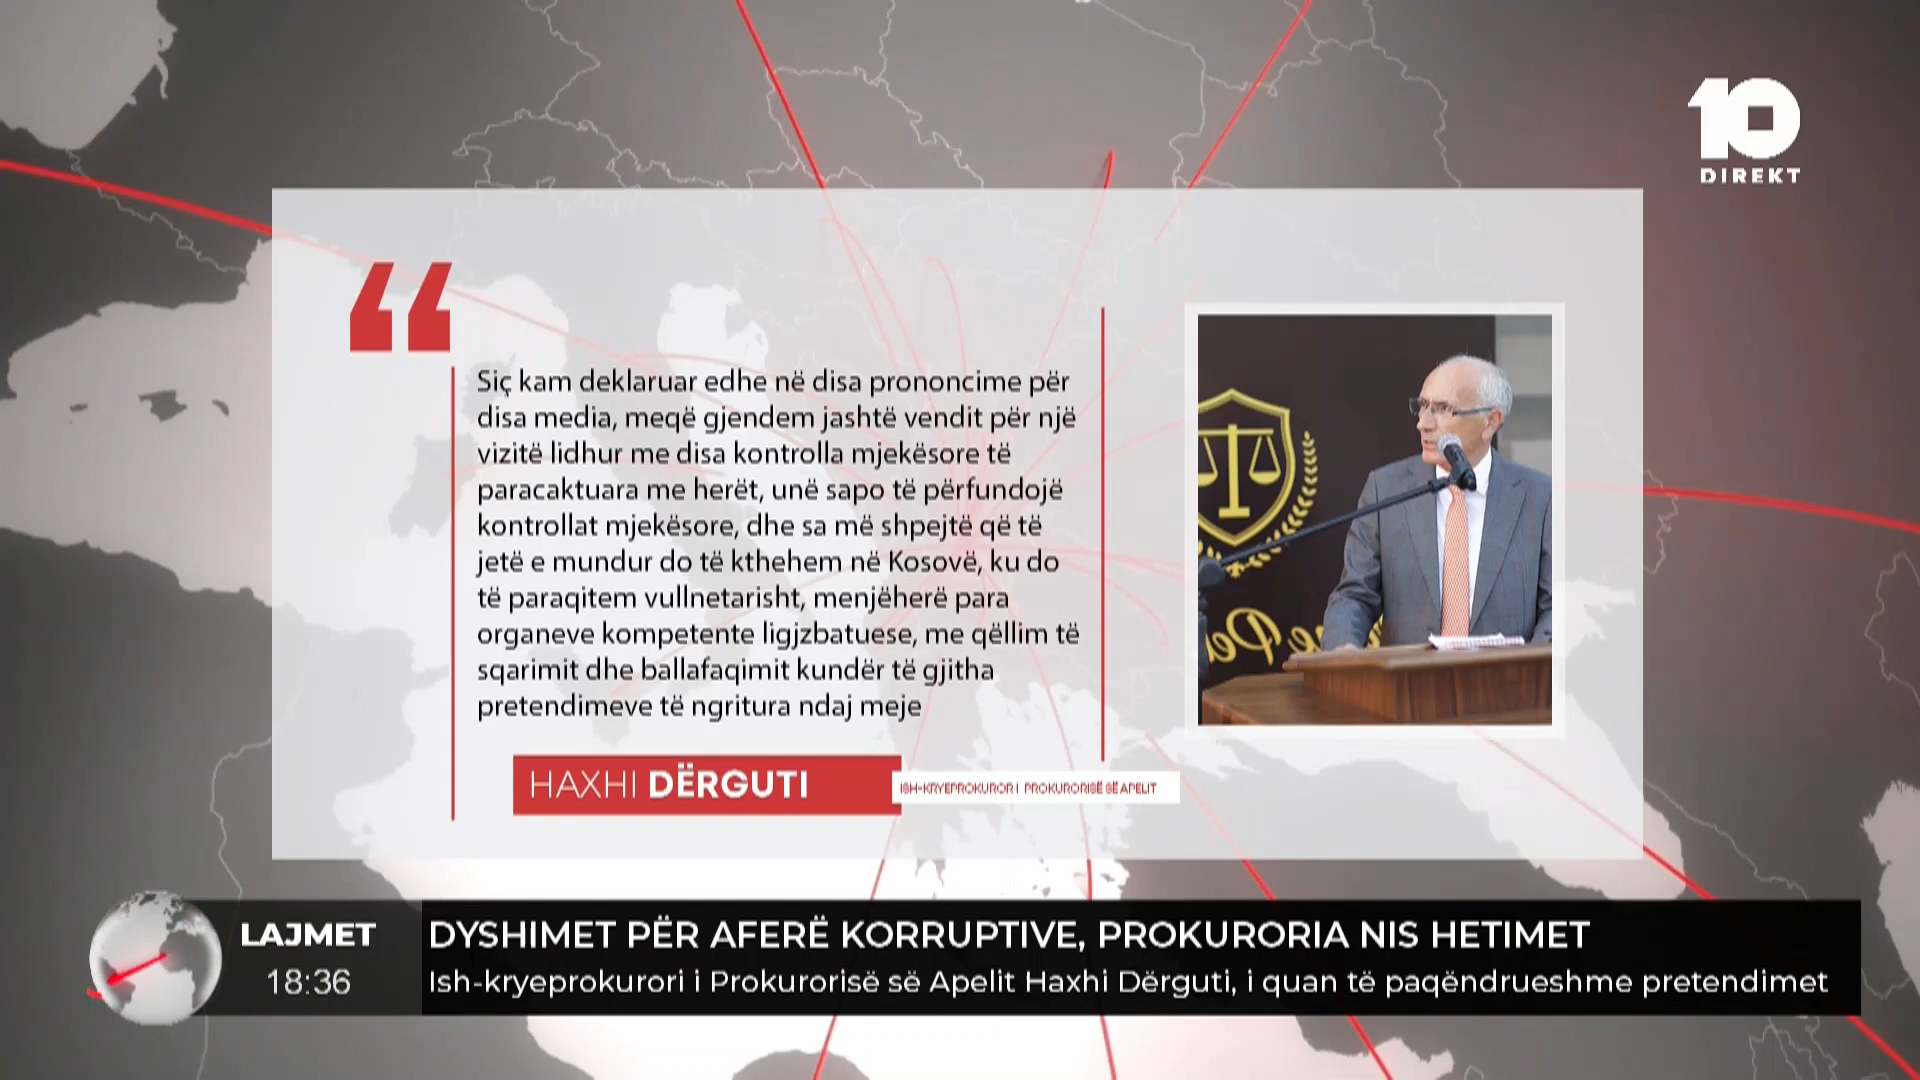 10
DIREKT
“
Siç kam deklaruar edhe në disa prononcime për
disa media, meqë gjendem jashtë vendit për një
vizitë lidhur me disa kontrolla mjekësore të
paracaktuara me herët, unë sapo të përfundojë
kontrollat mjekësore, dhe sa më shpejtë që të
jetë e mundur do të kthehem në Kosovë, ku do
të paraqitem vullnetarisht, menjëherë para
organeve kompetente ligjzbatuese, me qëllim të
sqarimit dhe ballafaqimit kundër të gjitha
pretendimeve të ngritura ndaj meje
HAXHI DËRGUTI
ISH-KRYEPROKUROR I PROKURORISË SË APELIT
LAJMET
18:36
DYSHIMET PËR AFERË KORRUPTIVE, PROKURORIA NIS HETIMET
Ish-kryeprokurori i Prokurorisë së Apelit Haxhi Dërguti, i quan të paqëndrueshme pretendimet